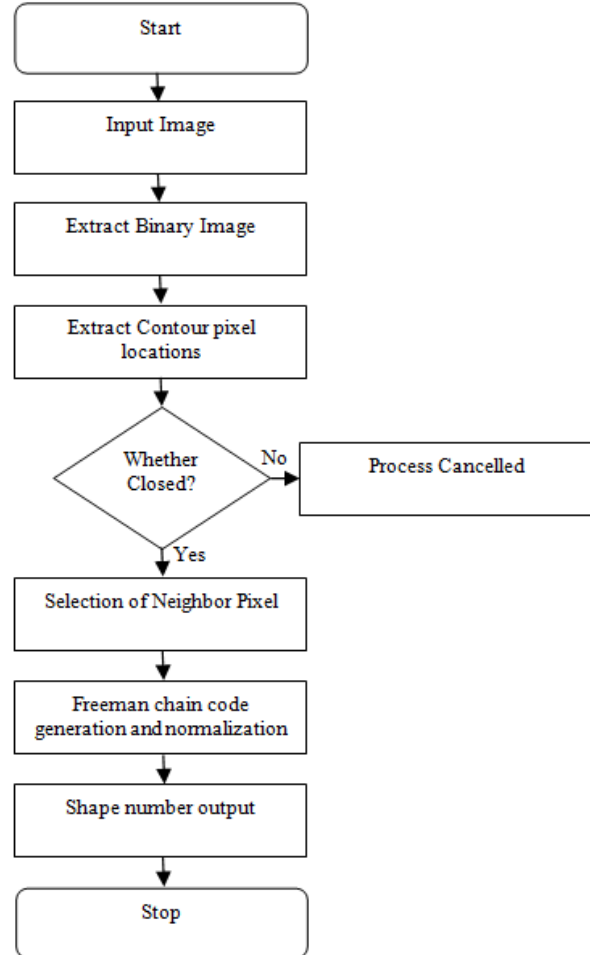 Start
Input Image
Extract Binary Image
Extract Contour pixel
locations
Whether
Closed?
No
Process Cancelled
Yes
Selection of Neighbor Pixel
Freeman chain code
generation and normalization
Shape number output
Stop